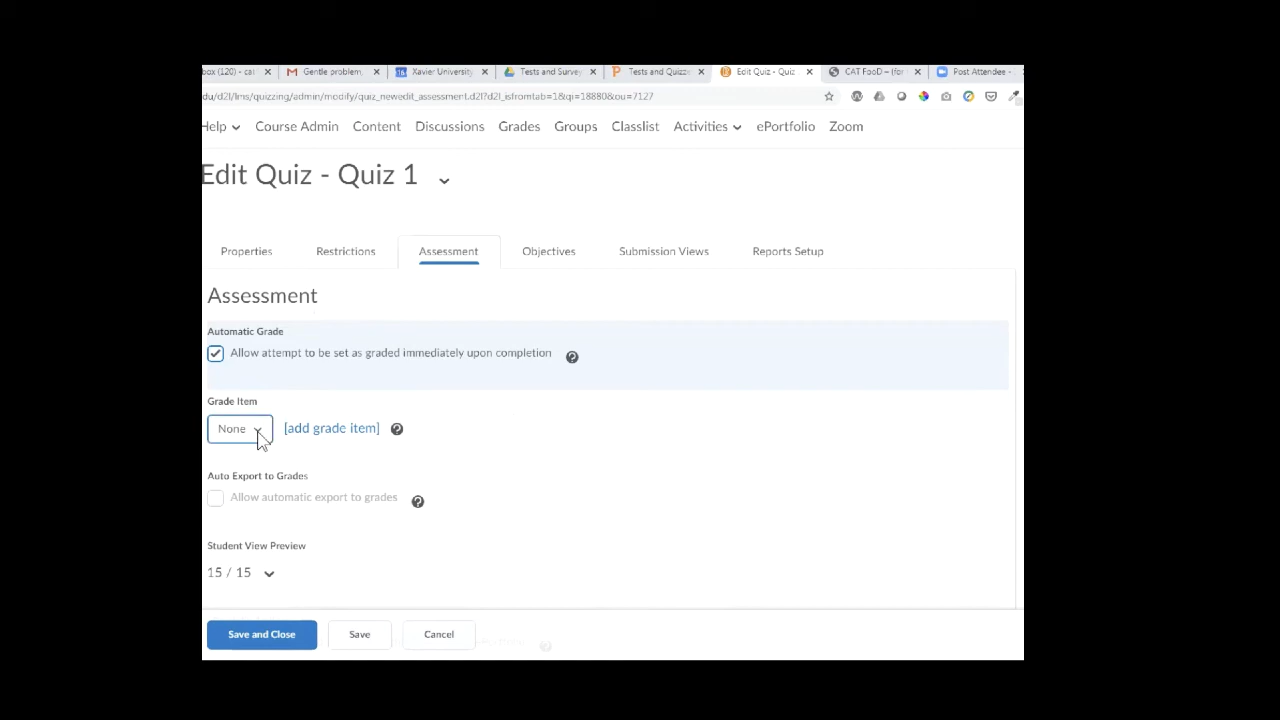 box (120) - cal Gentle problem, Xavier University Tests and Surve Tests and Quizz Edit Quiz - Quiz CAT FooD – (for Post Attendee -
du/d2l/lms/quizzing/admin/modify/quiz_newedit_assessment.d2l?d2l_isfromtab=1&qi=18880&ou=7127
Help Course Admin Content Discussions Grades Groups Classlist Activities ePortfolio Zoom
Edit Quiz - Quiz 1
Properties Restrictions Assessment Objectives Submission Views Reports Setup
Assessment
Automatic Grade
Allow attempt to be set as graded immediately upon completion
Grade Item
None [add grade item]
Auto Export to Grades
Allow automatic export to grades
Student View Preview
15 / 15
Save and Close Save Cancel